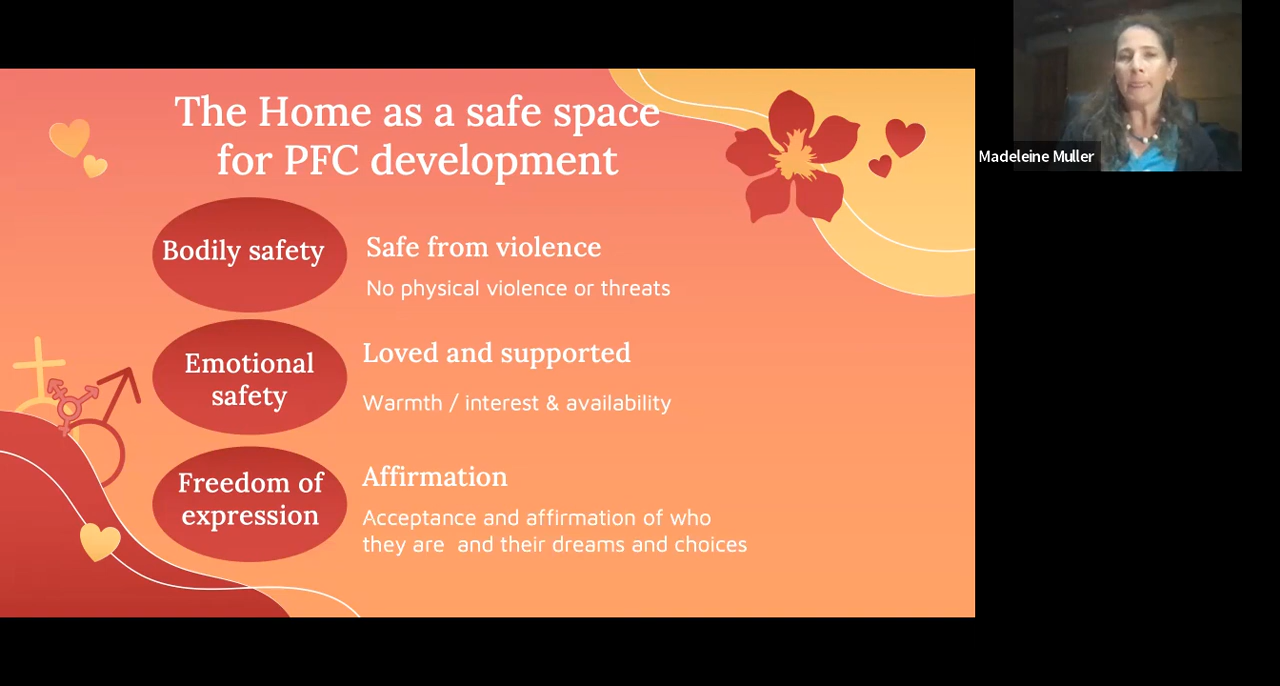 The Home as a safe space
for PFC development
Bodily safety
Safe from violence
No physical violence or threats
Emotional
safety
Loved and supported
Warmth / interest & availability
Freedom of
expression
Affirmation
Acceptance and affirmation of who
they are  and their dreams and choices
Madeleine Muller